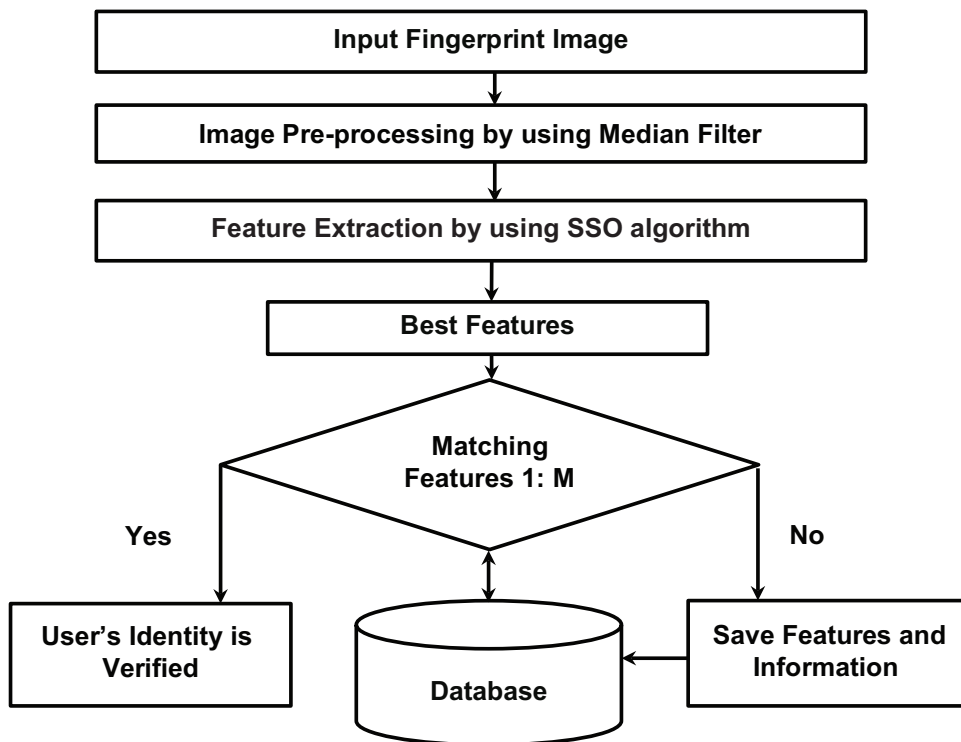 Input Fingerprint Image
Image Pre-processing by using Median Filter
Feature Extraction by using SSO algorithm
Best Features
Matching
Features 1: M
Yes
No
User’s Identity is
Verified
Database
Save Features and
Information